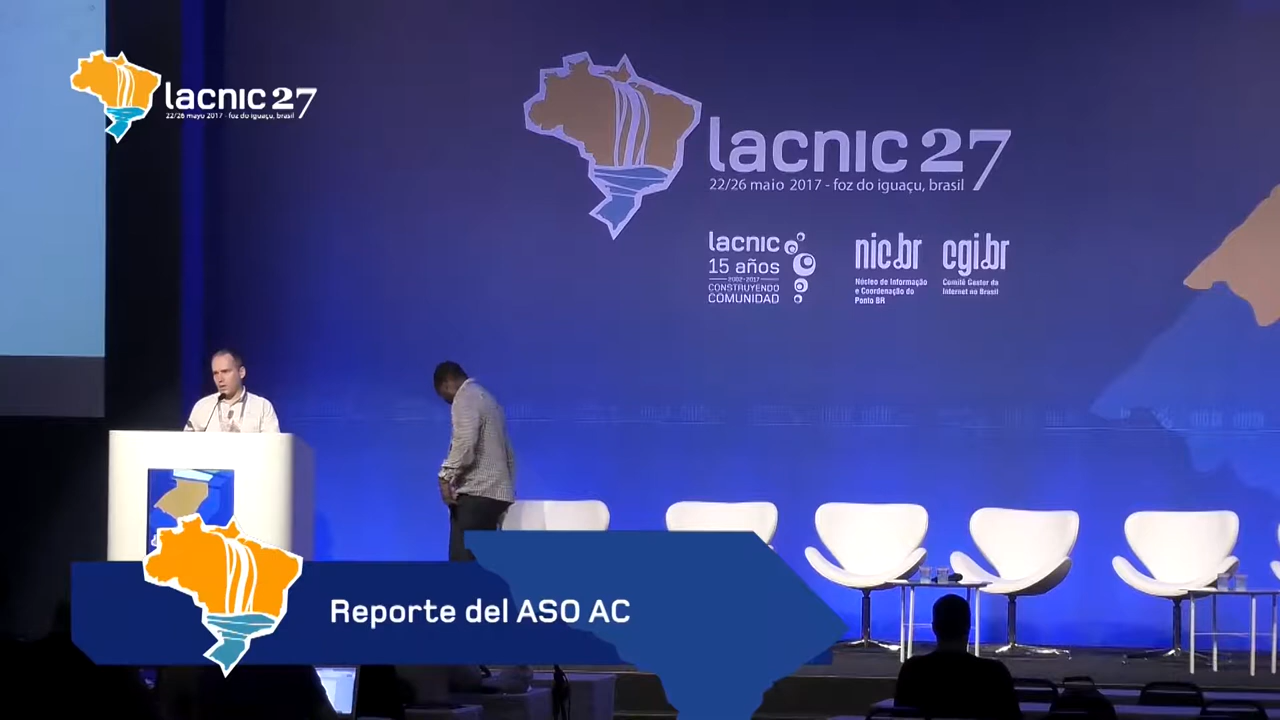 lacnic 27
22/26 mayo 2017 - foz do iguaçu, brasil
lacnic 27
22/26 maio 2017 - foz do iguaçu, brasil
lacnic
15 años
2002-2017
CONSTRUYENDO
COMUNIDAD
nic.br
Núcleo de Informação
e Coordenação do
Ponto BR
cgi.br
Comitê Gestor da
Internet no Brasil
Reporte del ASO AC